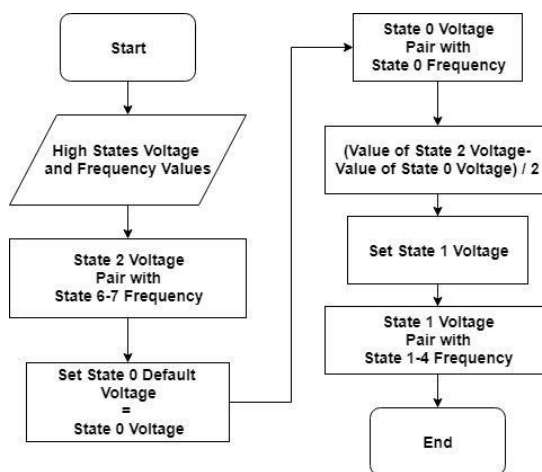 Start
High States Voltage
and Frequency Values
State 2 Voltage
Pair with
State 6-7 Frequency
Set State 0 Default
Voltage
=
State 0 Voltage
State 0 Voltage
Pair with
State 0 Frequency
(Value of State 2 Voltage-
Value of State 0 Voltage) / 2
Set State 1 Voltage
State 1 Voltage
Pair with
State 1-4 Frequency
End